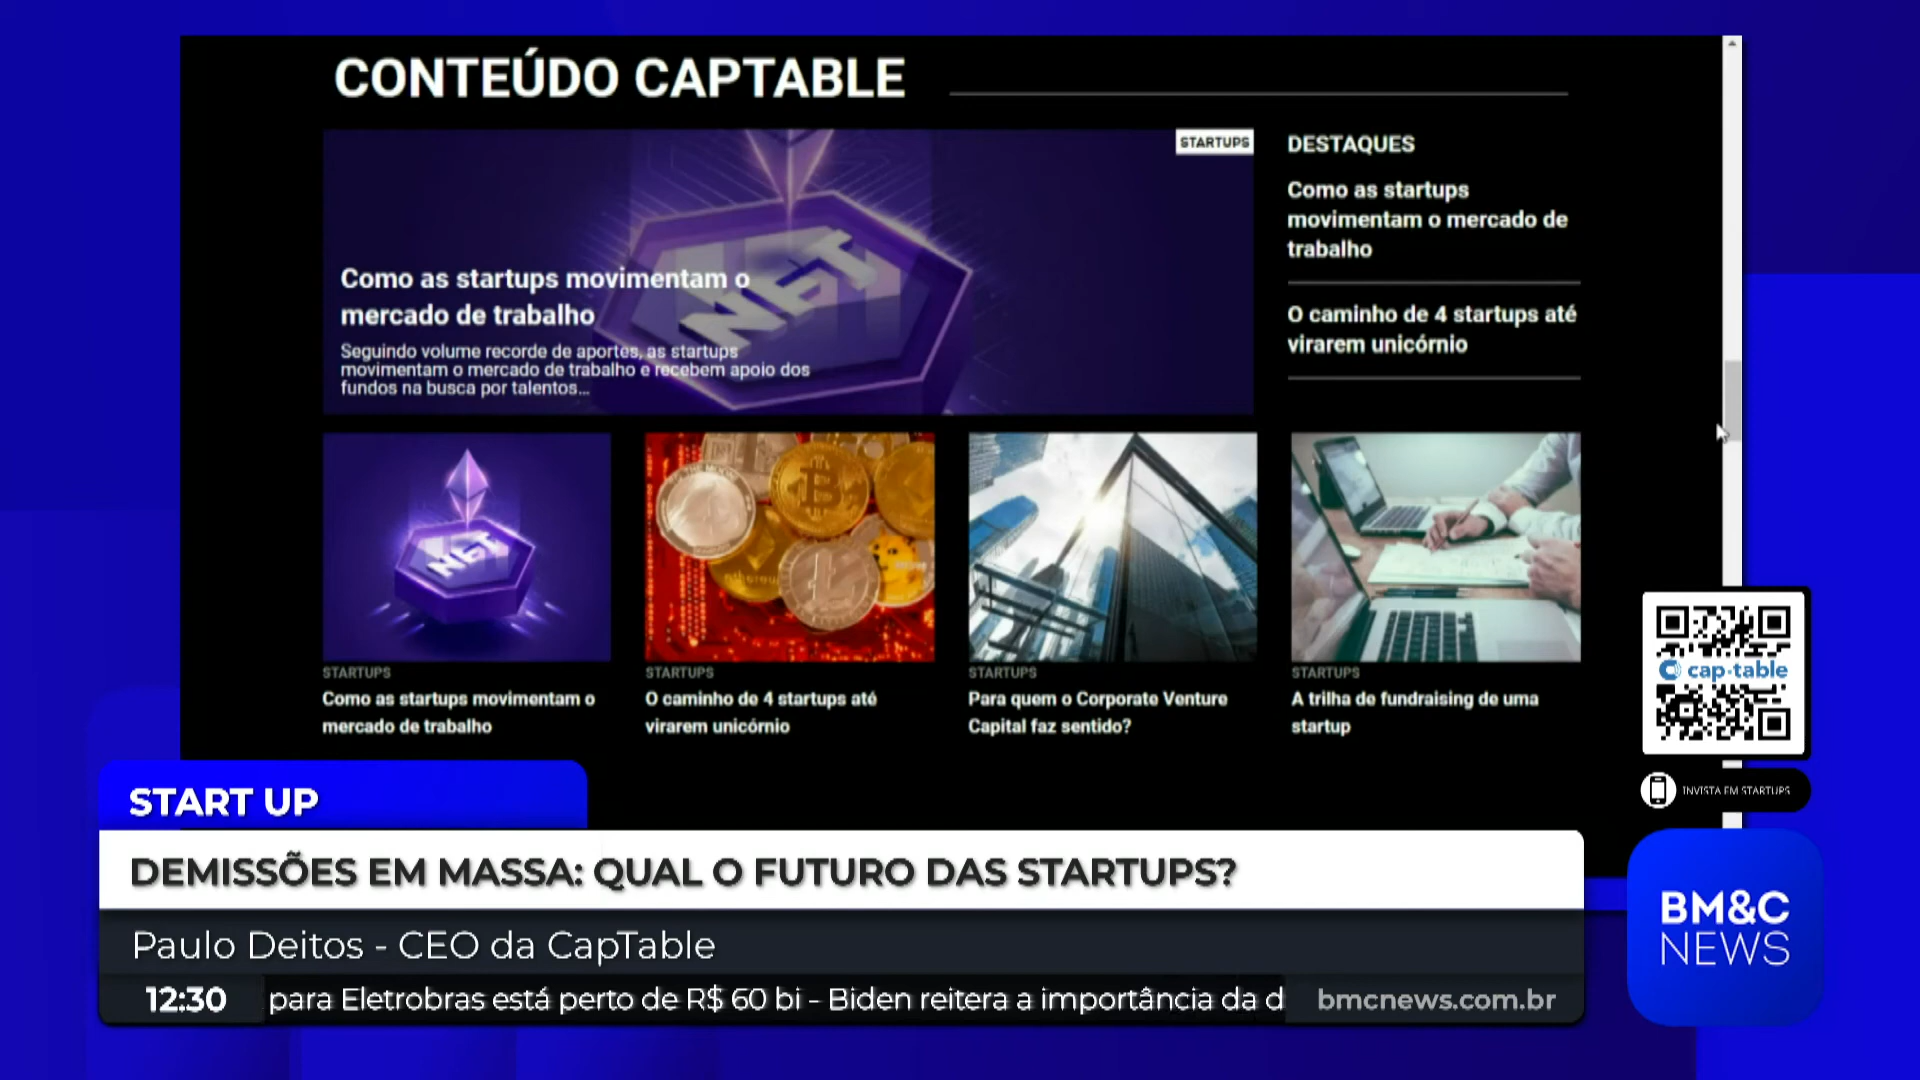 CONTEÚDO CAPTABLE
STARTUPS
Como as startups movimentam o
mercado de trabalho
Seguindo volume recorde de aportes, as startups
movimentam o mercado de trabalho e recebem apoio dos
fundos na busca por talentos...
DESTAQUES
Como as startups
movimentam o mercado de
trabalho
O caminho de 4 startups até
virarem unicórnio
STARTUPS
Como as startups movimentam o
mercado de trabalho
STARTUPS
O caminho de 4 startups até
virarem unicórnio
STARTUPS
Para quem o Corporate Venture
Capital faz sentido?
STARTUPS
A trilha de fundraising de uma
startup
cap·table
INVISTA EM STARTUPS
START UP
DEMISSÕES EM MASSA: QUAL O FUTURO DAS STARTUPS?
Paulo Deitos - CEO da CapTable
12:30 para Eletrobras está perto de R$ 60 bi - Biden reitera a importância da d
bmcnews.com.br
BM&C
NEWS